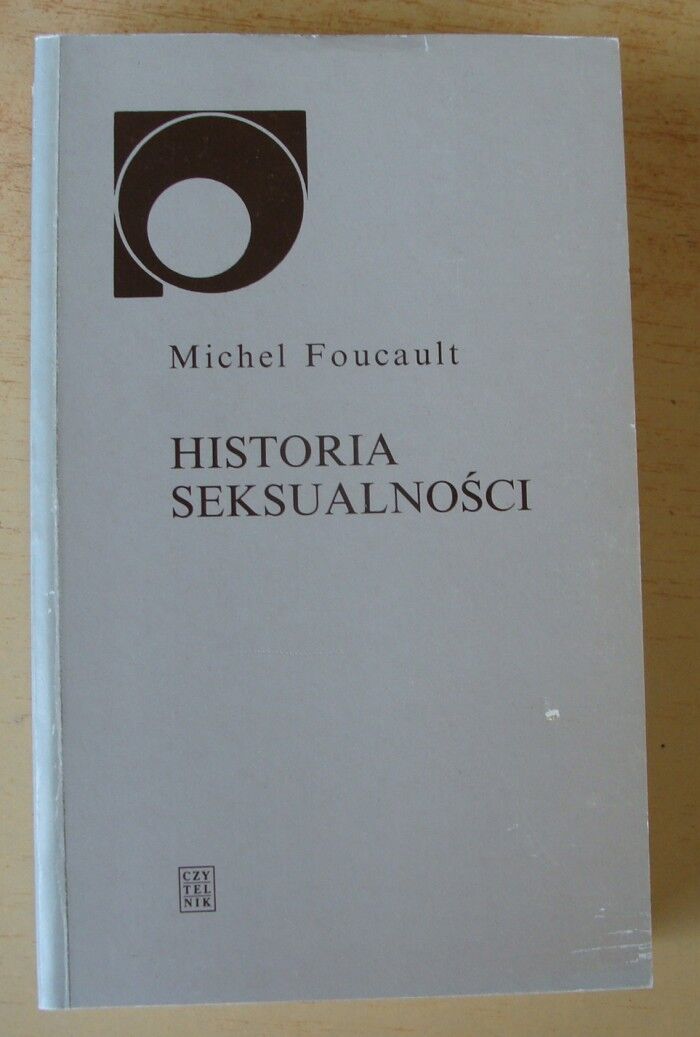 Michel Foucault
HISTORIA
SEKSUALNOŚCI
CZY
TEL
NIK